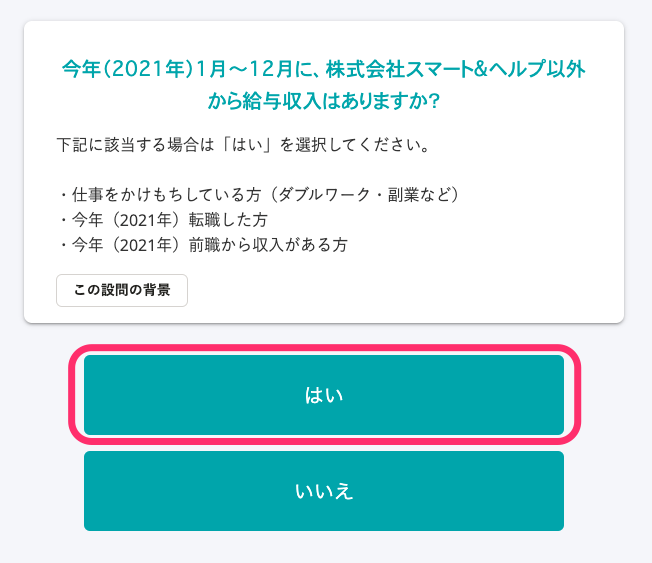 今年(2021年)1月〜12月に、株式会社スマート&ヘルプ以外
から給与収入はありますか?
下記に該当する場合は「はい」を選択してください。
・仕事をかけもちしている方（ダブルワーク・副業など）
・今年（2021年）転職した方
・今年（2021年）前職から収入がある方
この設問の背景
はい
いいえ